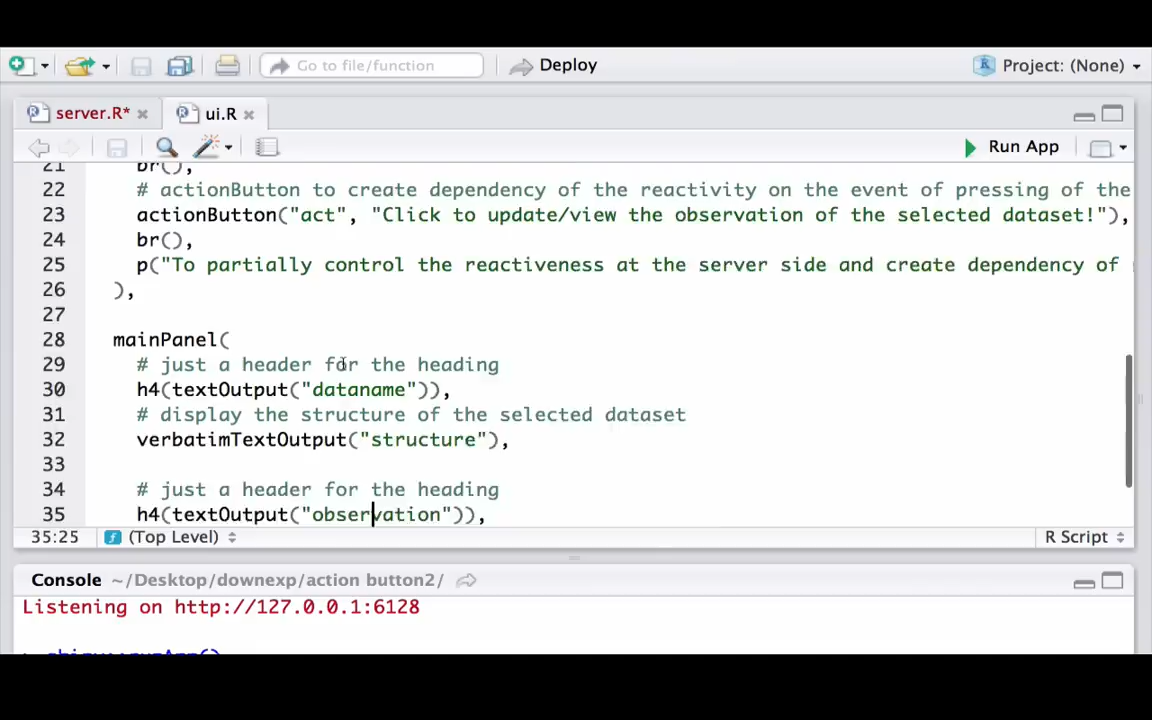 Go to file/function
Deploy
Project: (None)
server.R*
ui.R
Run App
21 br(),
22 # actionButton to create dependency of the reactivity on the event of pressing of the
23 actionButton("act", "Click to update/view the observation of the selected dataset!"),
24 br(),
25 p("To partially control the reactiveness at the server side and create dependency of
26 ),
27
28 mainPanel(
29 # just a header for the heading
30 h4(textOutput("dataname")),
31 # display the structure of the selected dataset
32 verbatimTextOutput("structure"),
33
34 # just a header for the heading
35 h4(textOutput("observation")),
35:25 (Top Level) R Script
Console ~/Desktop/downexp/action button2/
Listening on http://127.0.0.1:6128